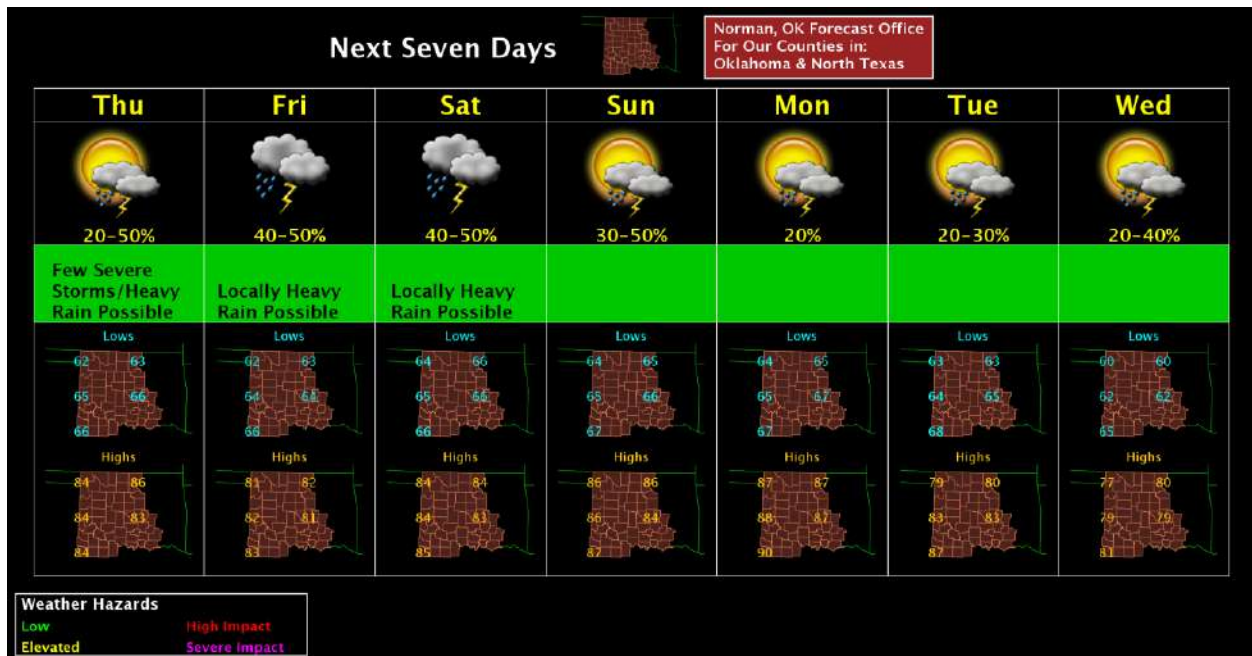 Next Seven Days
Norman, OK Forecast Office
For Our Counties in:
Oklahoma & North Texas
Thu Fri Sat Sun Mon Tue Wed
20-50% 40-50% 40-50% 30-50% 20% 20-30% 20-40%
Few Severe
Storms/Heavy Locally Heavy Locally Heavy
Rain Possible Rain Possible Rain Possible
Lows Lows Lows Lows Lows Lows Lows
62 63 62 63 64 66 64 65 64 65 63 63 60 60
65 66 64 64 65 66 65 66 65 67 64 65 62 62
66 66 66 67 67 68 65
Highs Highs Highs Highs Highs Highs Highs
84 86 81 82 84 84 86 86 87 87 79 80 77 80
84 83 82 81 84 83 86 84 88 87 83 83 79 79
84 83 85 87 90 87 81
Weather Hazards
Low High Impact
Elevated Severe Impact